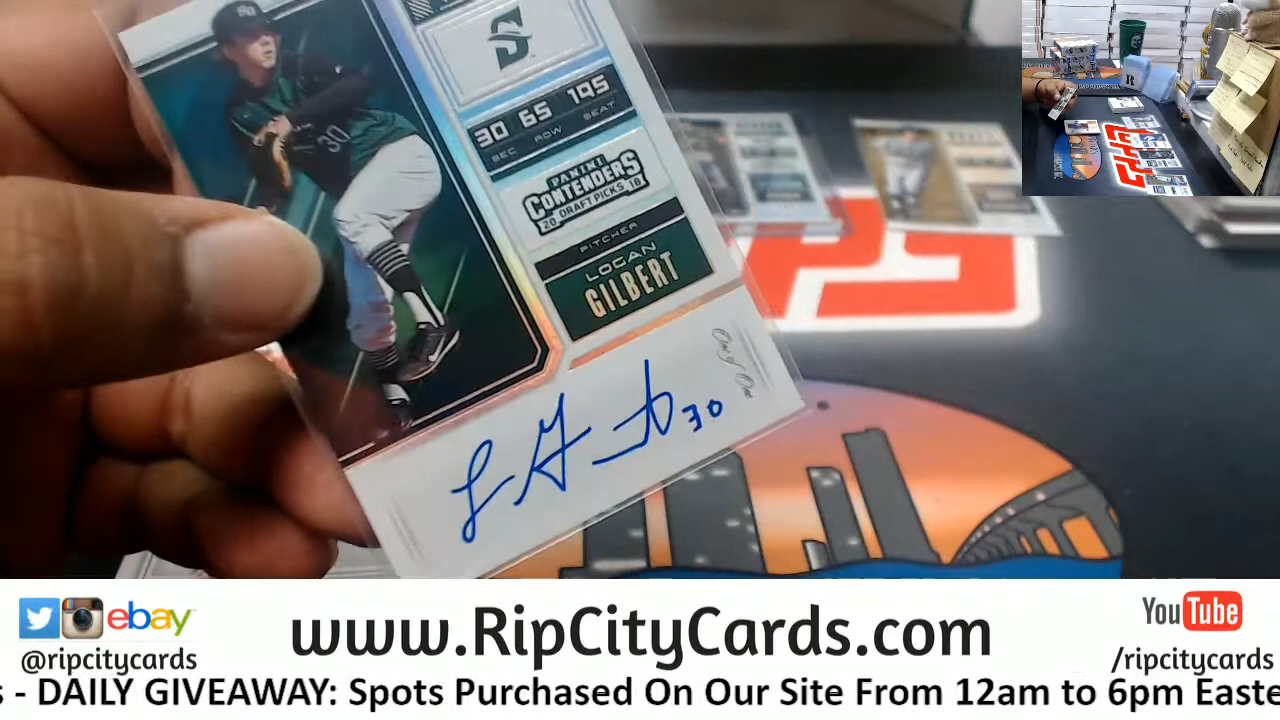 S
30 65 195
SEC ROW SEAT
PANINI
CONTENDERS
20 DRAFT PICKS 18
PITCHER
LOGAN
GILBERT
One of One
30
ebay
@ripcitycards
www.RipCityCards.com
YouTube
/ripcitycards
s - DAILY GIVEAWAY: Spots Purchased On Our Site From 12am to 6pm Easte